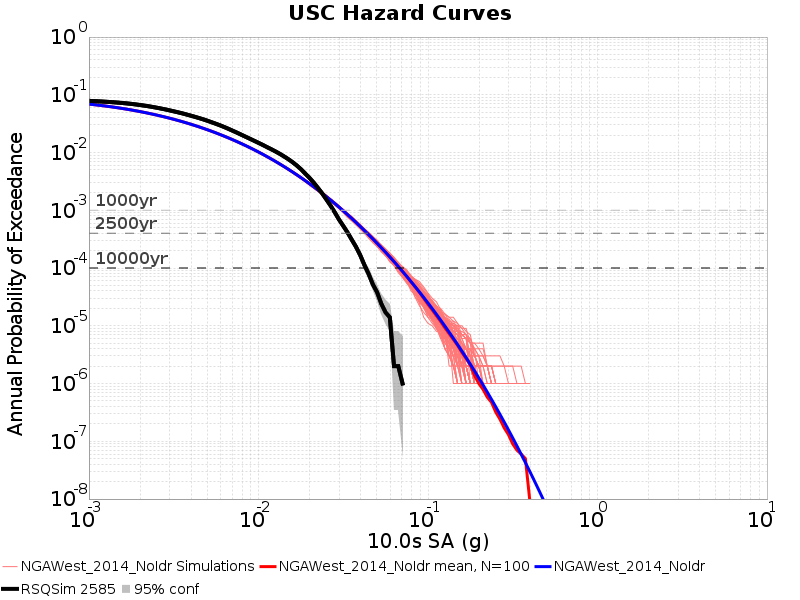 USC Hazard Curves
Annual Probability of Exceedance
10^0
10^-1
10^-2
10^-3
10^-4
10^-5
10^-6
10^-7
10^-8
1000yr
2500yr
10000yr
10^-3 10^-2 10^-1 10^0 10^1
10.0s SA (g)
NGAWest_2014_NoIdr Simulations NGAWest_2014_NoIdr mean, N=100 NGAWest_2014_NoIdr
RSQSim 2585 95% conf